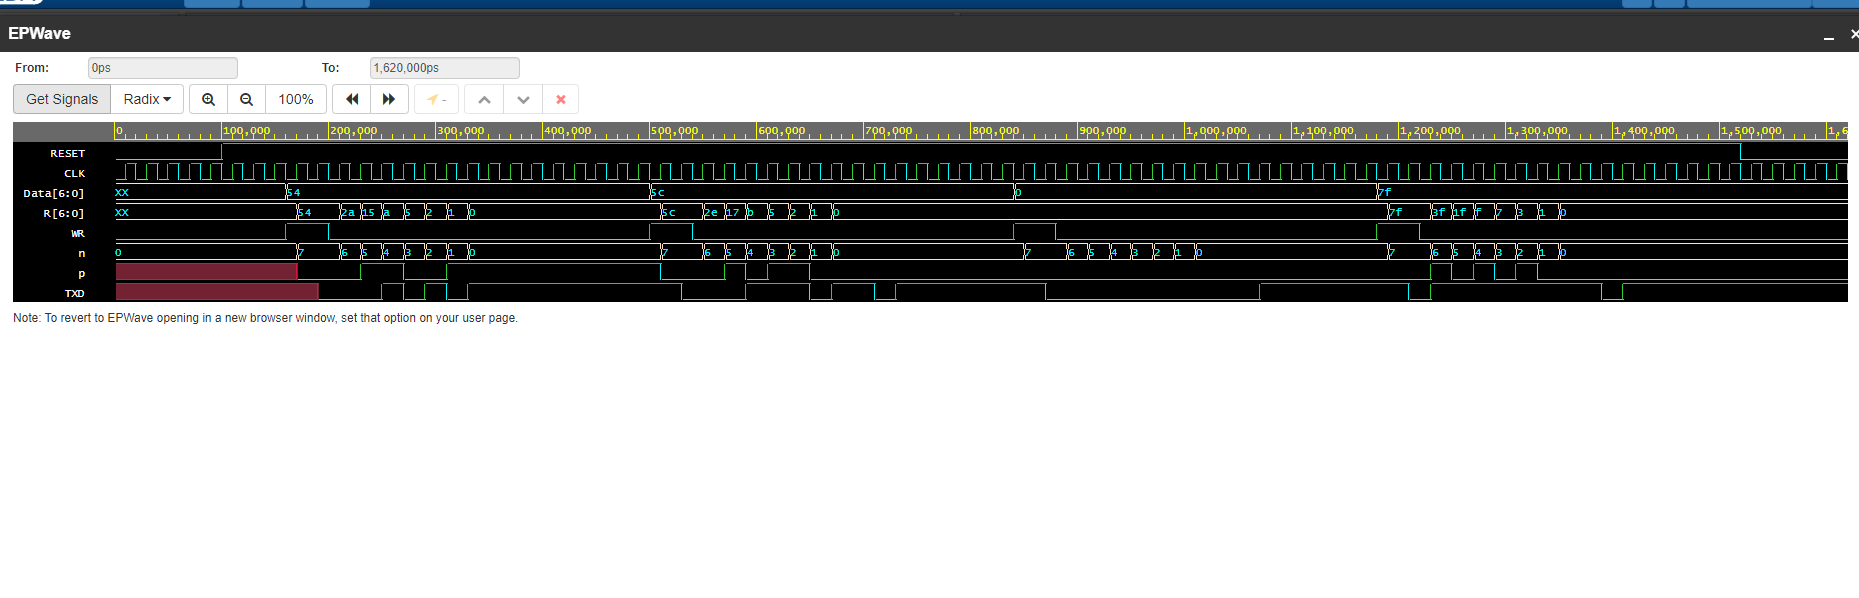 EPWave
From: 0ps To: 1,620,000ps
Get Signals Radix 100% -
0 100,000 200,000 300,000 400,000 500,000 600,000 700,000 800,000 900,000 1,000,000 1,100,000 1,200,000 1,300,000 1,400,000 1,500,000 1,6
RESET
CLK
Data[6:0] XX 54 5c 0 7f
R[6:0] XX 54 2a 15 a 5 2 1 0 5c 2e 17 b 5 2 1 0 7f 3f 1f f 7 3 1 0
WR
n 0 7 6 5 4 3 2 1 0 7 6 5 4 3 2 1 0 7 6 5 4 3 2 1 0 7 6 5 4 3 2 1 0
p
TXD
Note: To revert to EPWave opening in a new browser window, set that option on your user page.